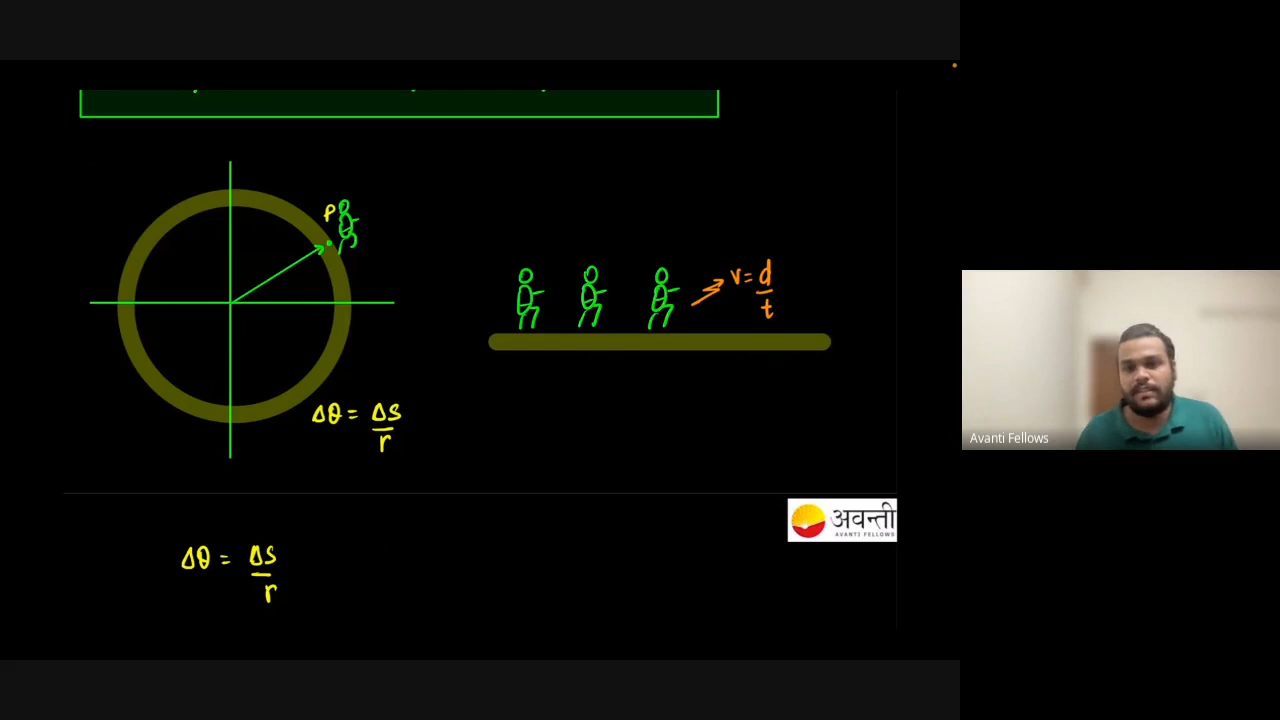 P
v = d/t
Δθ = Δs/r
अवन्ती
AVANTI FELLOWS
Δθ = Δs/r
Avanti Fellows